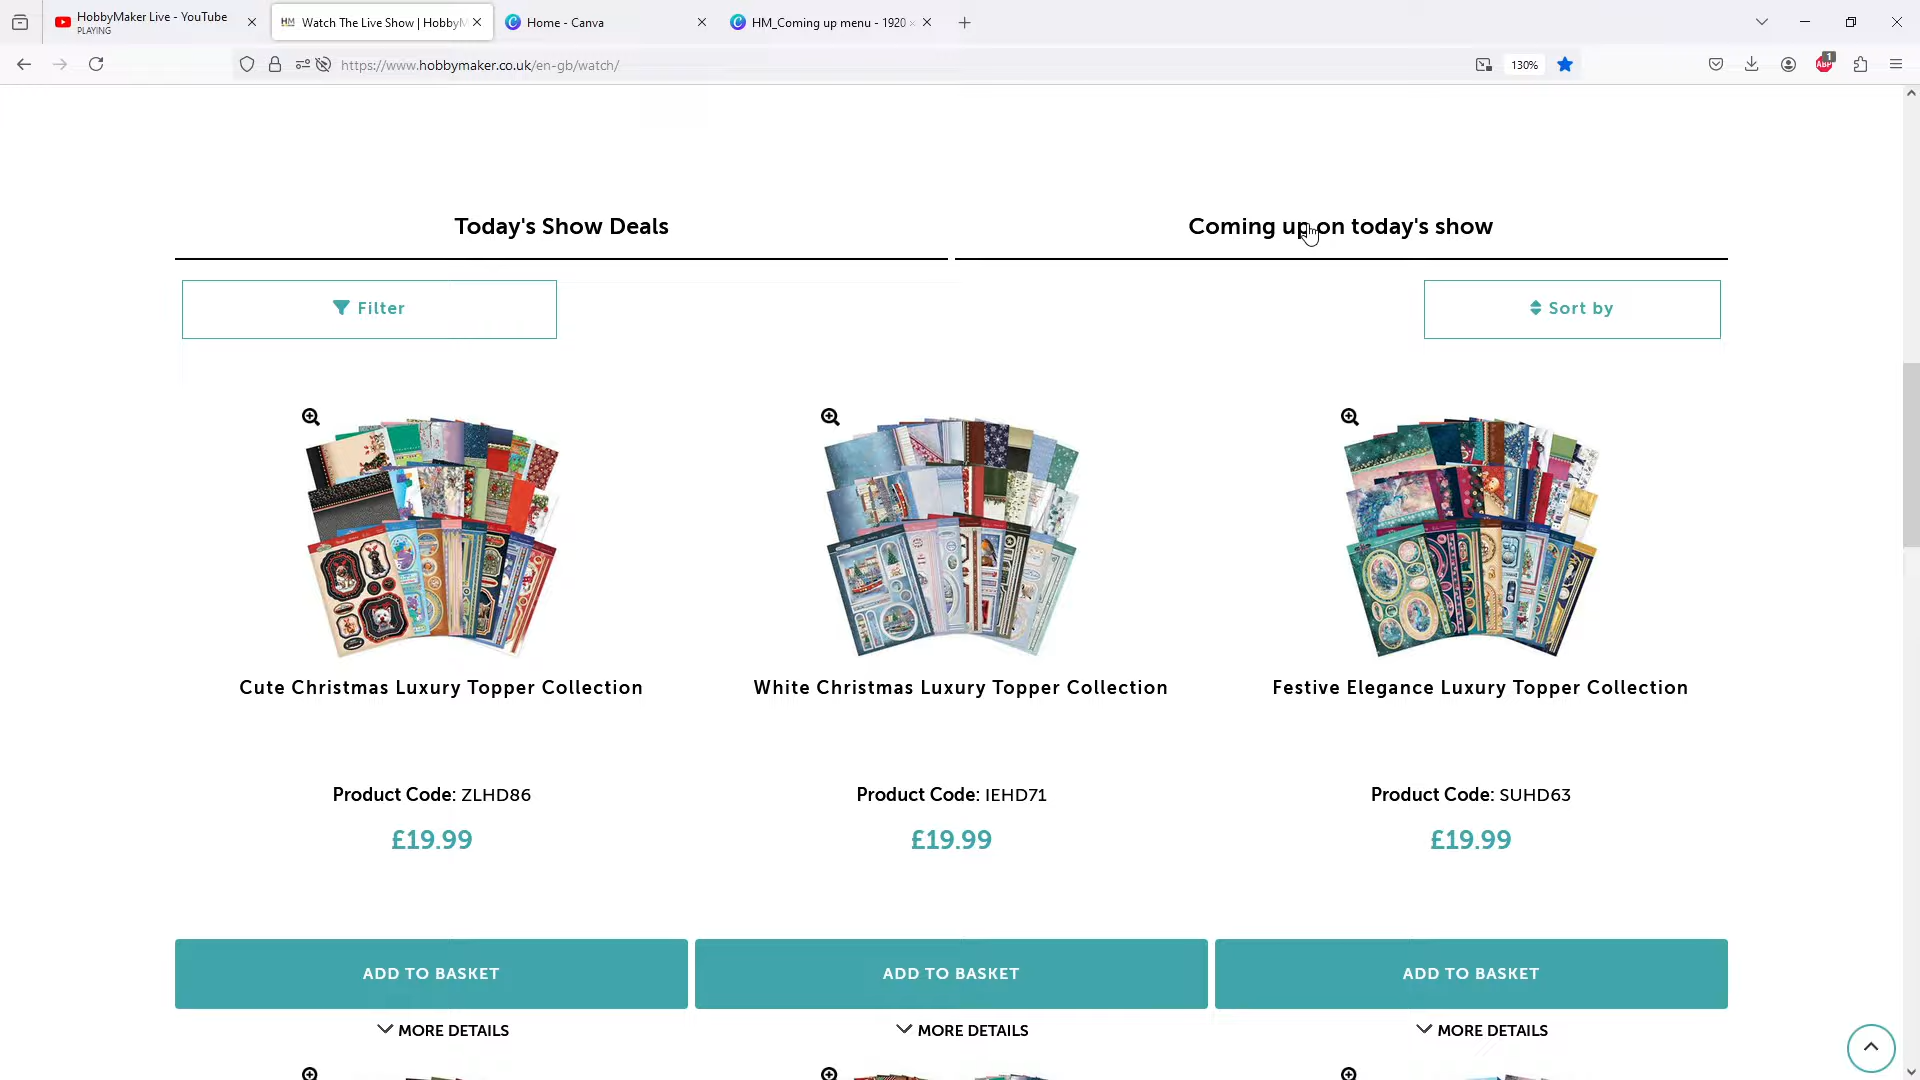 HobbyMaker Live - YouTube
PLAYING
HM Watch The Live Show | HobbyM
Home - Canva
HM_Coming up menu - 1920 ×
https://www.hobbymaker.co.uk/en-gb/watch/
130%
ABP
1
Today's Show Deals
Coming up on today's show
Filter
Sort by
Cute Christmas Luxury Topper Collection
White Christmas Luxury Topper Collection
Festive Elegance Luxury Topper Collection
Product Code: ZLHD86
Product Code: IEHD71
Product Code: SUHD63
£19.99
£19.99
£19.99
ADD TO BASKET
ADD TO BASKET
ADD TO BASKET
MORE DETAILS
MORE DETAILS
MORE DETAILS